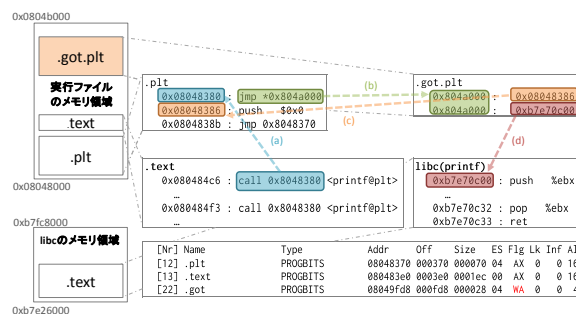 0x0804b000
.got.plt
実行ファイル
のメモリ領域
.text
.plt
0x08048000
0xb7fc8000
libcのメモリ領域
.text
0xb7e26000
.plt
0x08048380 : jmp *0x804a000
0x08048386 : push $0x0
0x0804838b : jmp 0x8048370
(a)
(b)
(c)
(d)
.got.plt
0x804a000 : 0x08048386
0x804a000 : 0xb7e70c00
.text
0x080484c6 : call 0x8048380 <printf@plt>
…
0x080484f3 : call 0x8048380 <printf@plt>
…
libc(printf)
0xb7e70c00 : push %ebx
…
0xb7e70c32 : pop %ebx
0xb7e70c33 : ret
[Nr] Name Type Addr Off Size ES Flg Lk Inf Al
[12] .plt PROGBITS 08048370 000370 000070 04 AX 0 0 16
[13] .text PROGBITS 080483e0 0003e0 0001ec 00 AX 0 0 16
[22] .got PROGBITS 08049fd8 000fd8 000028 04 WA 0 0 4